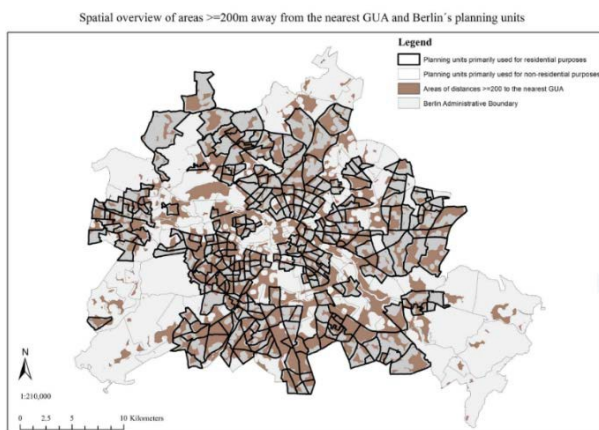 Spatial overview of areas >=200m away from the nearest GUA and Berlin´s planning units
Legend
Planning units primarily used for residential purposes
Planning units primarily used for non-residential purposes
Areas of distances >=200 to the nearest GUA
Berlin Administrative Boundary
N
1:210,000
0 2.5 5 10 Kilometers